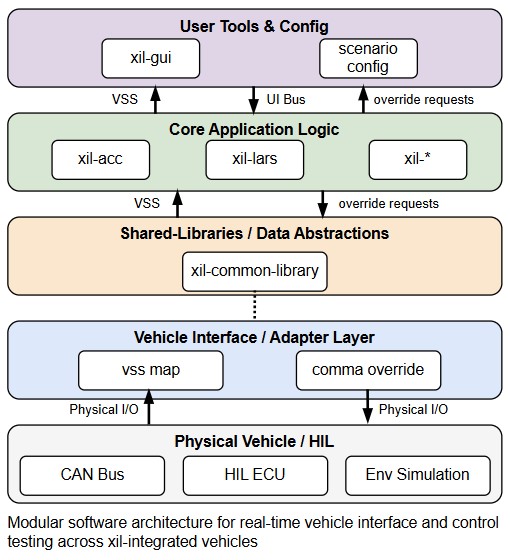 User Tools & Config
xil-gui
scenario
config
VSS
UI Bus
override requests
Core Application Logic
xil-acc
xil-lars
xil-*
VSS
override requests
Shared-Libraries / Data Abstractions
xil-common-library
Vehicle Interface / Adapter Layer
vss map
comma override
Physical I/O
Physical I/O
Physical Vehicle / HIL
CAN Bus
HIL ECU
Env Simulation
Modular software architecture for real-time vehicle interface and control
testing across xil-integrated vehicles